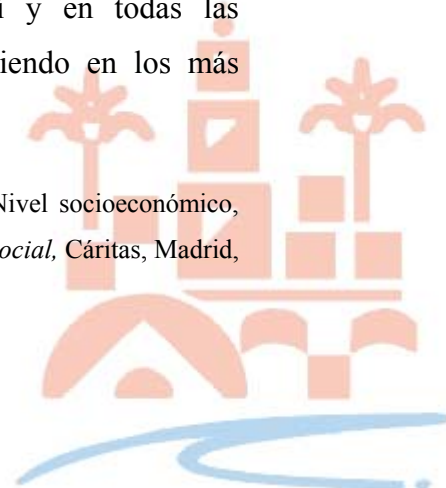 y en todas las
iendo en los más
Nivel socioeconómico,
ocial, Cáritas, Madrid,